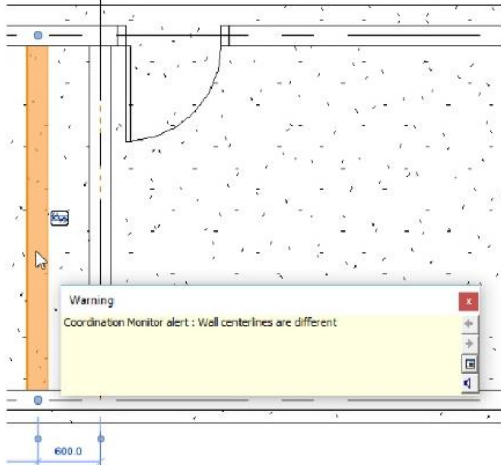 Warning
x
Coordination Monitor alert : Wall centerlines are different
600.0